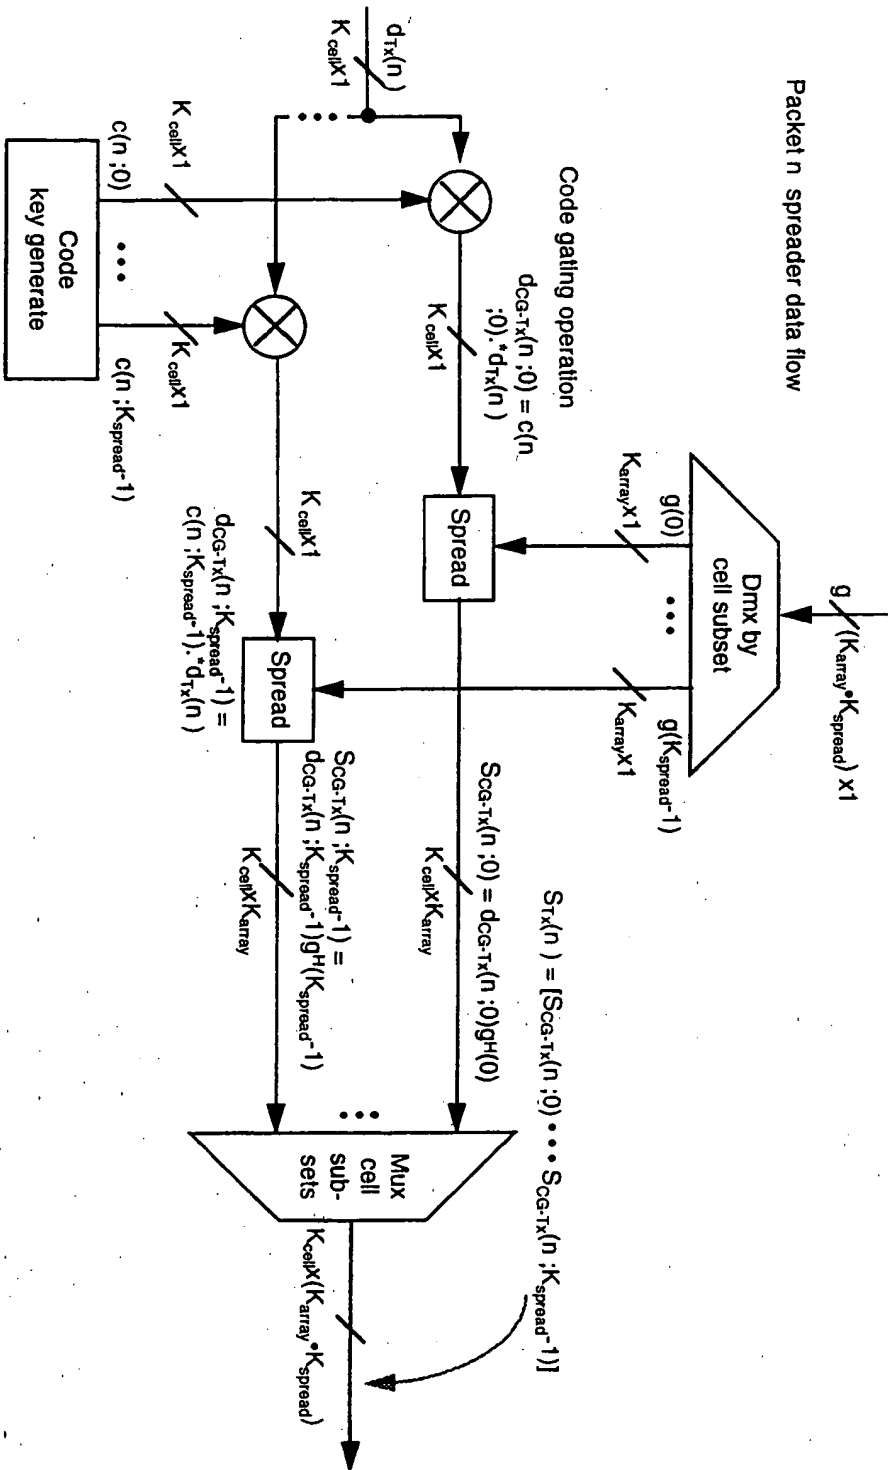 Packet n spreader data flow
g
(Karray•Kspread) x1
Dmx by
cell subset
g(0)
•••
g(Kspread-1)
Karrayx1
Karrayx1
Code gating operation
dCG-Tx(n ;0) = c(n
;0).*dTx(n )
Kcellx1
Spread
SCG-Tx(n ;0) = dCG-Tx(n ;0)gH(0)
KcellxKarray
STx(n ) = [SCG-Tx(n ;0) ••• SCG-Tx(n ;Kspread-1)]
dTx(n )
Kcellx1
••••
Kcellx1
Spread
dCG-Tx(n ;Kspread-1) =
c(n ;Kspread-1).*dTx(n )
SCG-Tx(n ;Kspread-1) =
dCG-Tx(n ;Kspread-1)gH(Kspread-1)
KcellxKarray
•••
Mux
cell
sub-
sets
Kcellx(Karray•Kspread)
Kcellx1
c(n ;0)
•••
Kcellx1
c(n ;Kspread-1)
Code
key generate